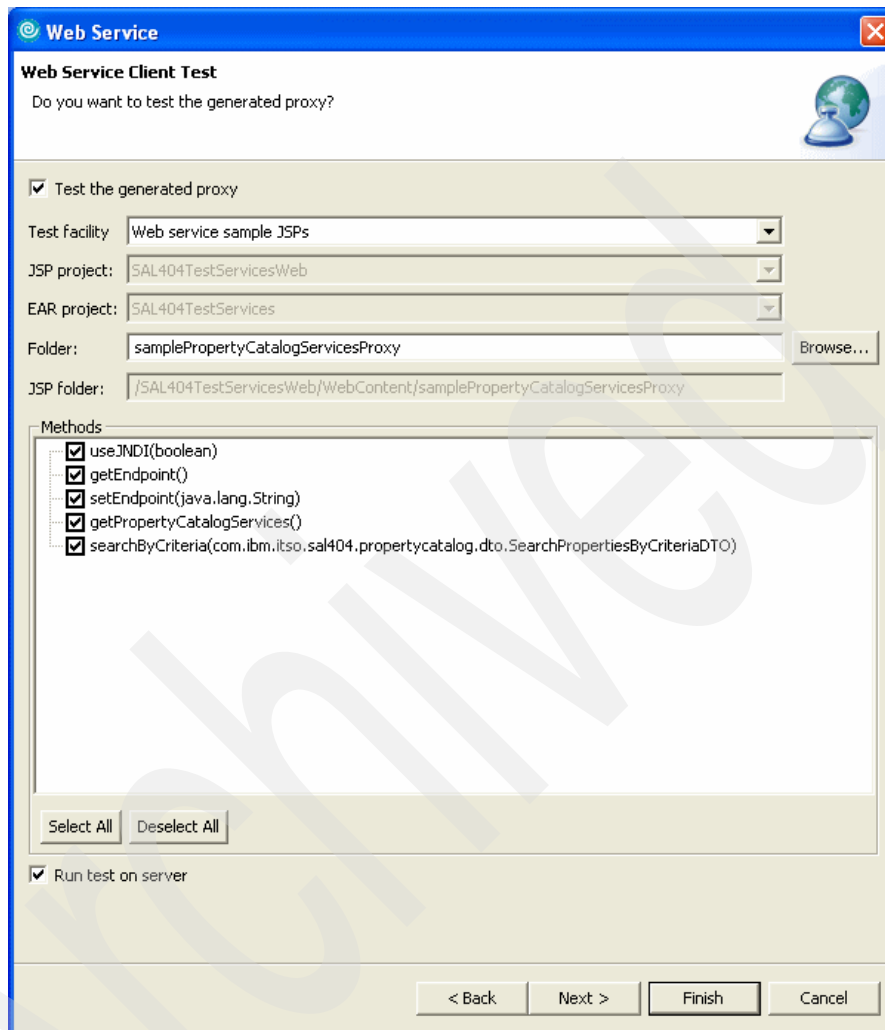 Web Service
Web Service Client Test
Do you want to test the generated proxy?
Test the generated proxy
Test facility Web service sample JSPs
JSP project: SAL404TestServicesWeb
EAR project: SAL404TestServices
Folder: samplePropertyCatalogServicesProxy Browse...
JSP folder: /SAL404TestServicesWeb/WebContent/samplePropertyCatalogServicesProxy
Methods
useJNDI(boolean)
getEndpoint()
setEndpoint(java.lang.String)
getPropertyCatalogServices()
searchByCriteria(com.ibm.itso.sal404.propertycatalog.dto.SearchPropertiesByCriteriaDTO)
Select All Deselect All
Run test on server
< Back Next > Finish Cancel
Archived